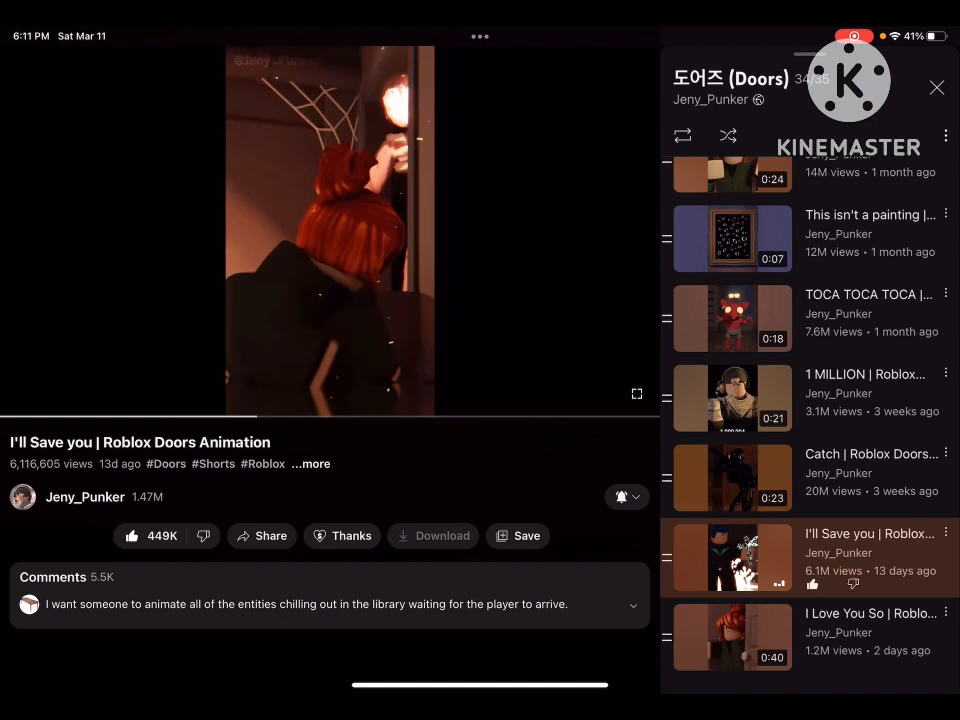 6:11 PM Sat Mar 11
41%
@Jeny_
I'll Save you | Roblox Doors Animation
6,116,605 views 13d ago #Doors #Shorts #Roblox ...more
Jeny_Punker 1.47M
449K
Share
Thanks
Download
Save
Comments 5.5K
I want someone to animate all of the entities chilling out in the library waiting for the player to arrive.
도어즈 (Doors) 34/35
Jeny_Punker
K
KINEMASTER
0:24
Jeny_Punker
14M views • 1 month ago
0:07
This isn't a painting |...
Jeny_Punker
12M views • 1 month ago
0:18
TOCA TOCA TOCA |...
Jeny_Punker
7.6M views • 1 month ago
0:21
1 MILLION | Roblox...
Jeny_Punker
3.1M views • 3 weeks ago
0:23
Catch | Roblox Doors...
Jeny_Punker
20M views • 3 weeks ago
I'll Save you | Roblox...
Jeny_Punker
6.1M views • 13 days ago
0:40
I Love You So | Roblo...
Jeny_Punker
1.2M views • 2 days ago